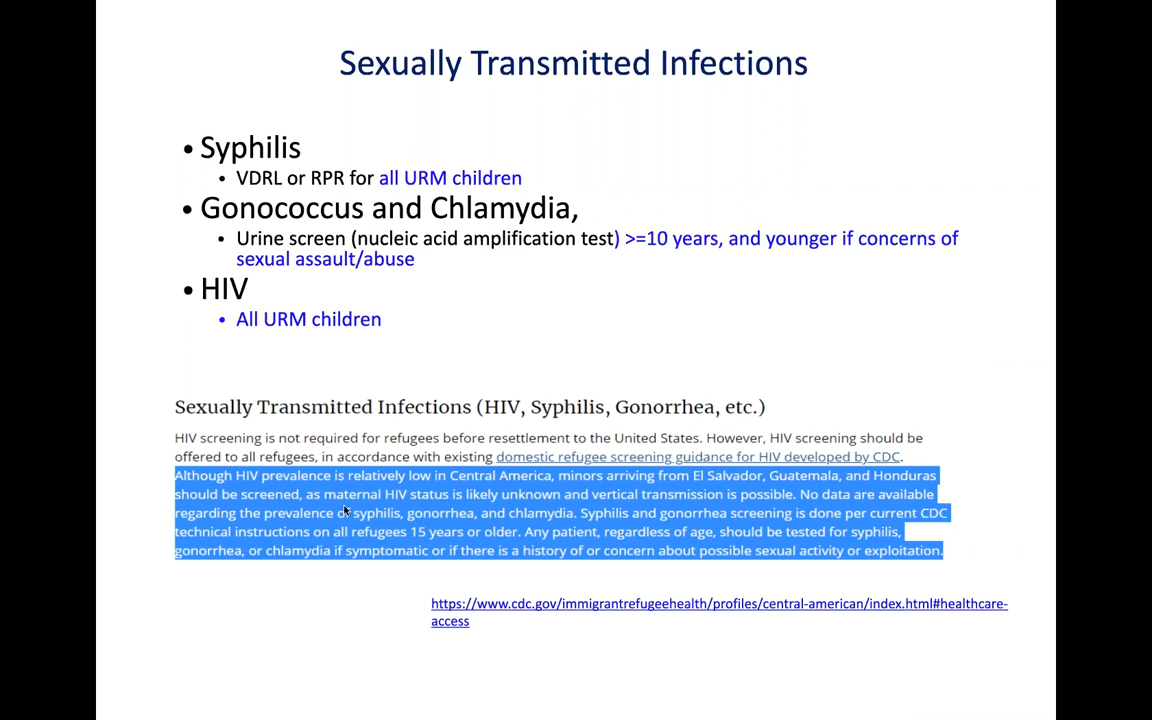 Sexually Transmitted Infections
• Syphilis
• VDRL or RPR for all URM children
• Gonococcus and Chlamydia,
• Urine screen (nucleic acid amplification test) >=10 years, and younger if concerns of
sexual assault/abuse
• HIV
• All URM children
Sexually Transmitted Infections (HIV, Syphilis, Gonorrhea, etc.)
HIV screening is not required for refugees before resettlement to the United States. However, HIV screening should be
offered to all refugees, in accordance with existing domestic refugee screening guidance for HIV developed by CDC.
Although HIV prevalence is relatively low in Central America, minors arriving from El Salvador, Guatemala, and Honduras
should be screened, as maternal HIV status is likely unknown and vertical transmission is possible. No data are available
regarding the prevalence of syphilis, gonorrhea, and chlamydia. Syphilis and gonorrhea screening is done per current CDC
technical instructions on all refugees 15 years or older. Any patient, regardless of age, should be tested for syphilis,
gonorrhea, or chlamydia if symptomatic or if there is a history of or concern about possible sexual activity or exploitation.
https://www.cdc.gov/immigrantrefugeehealth/profiles/central-american/index.html#healthcare-
access